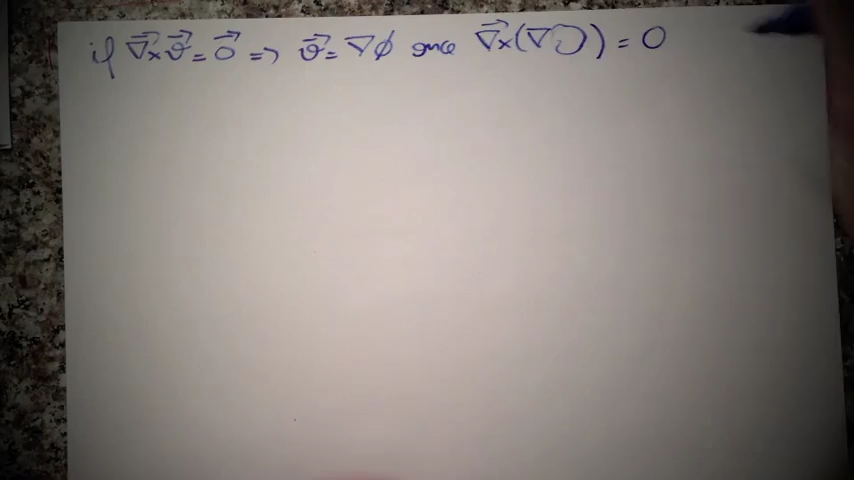 if ∇⃗×ϑ⃗ = 0⃗ => ϑ⃗ = ∇ϕ since ∇⃗×(∇ ) = 0